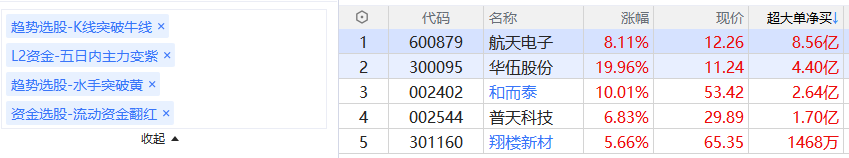 趋势选股-K线突破牛线 ×
L2资金-五日内主力变紫 ×
趋势选股-水手突破黄 ×
资金选股-流动资金翻红 ×
收起 ▲
代码 名称 涨幅 现价 超大单净买↓
1 600879 航天电子 8.11% 12.26 8.56亿
2 300095 华伍股份 19.96% 11.24 4.40亿
3 002402 和而泰 10.01% 53.42 2.64亿
4 002544 普天科技 6.83% 29.89 1.70亿
5 301160 翔楼新材 5.66% 65.35 1468万